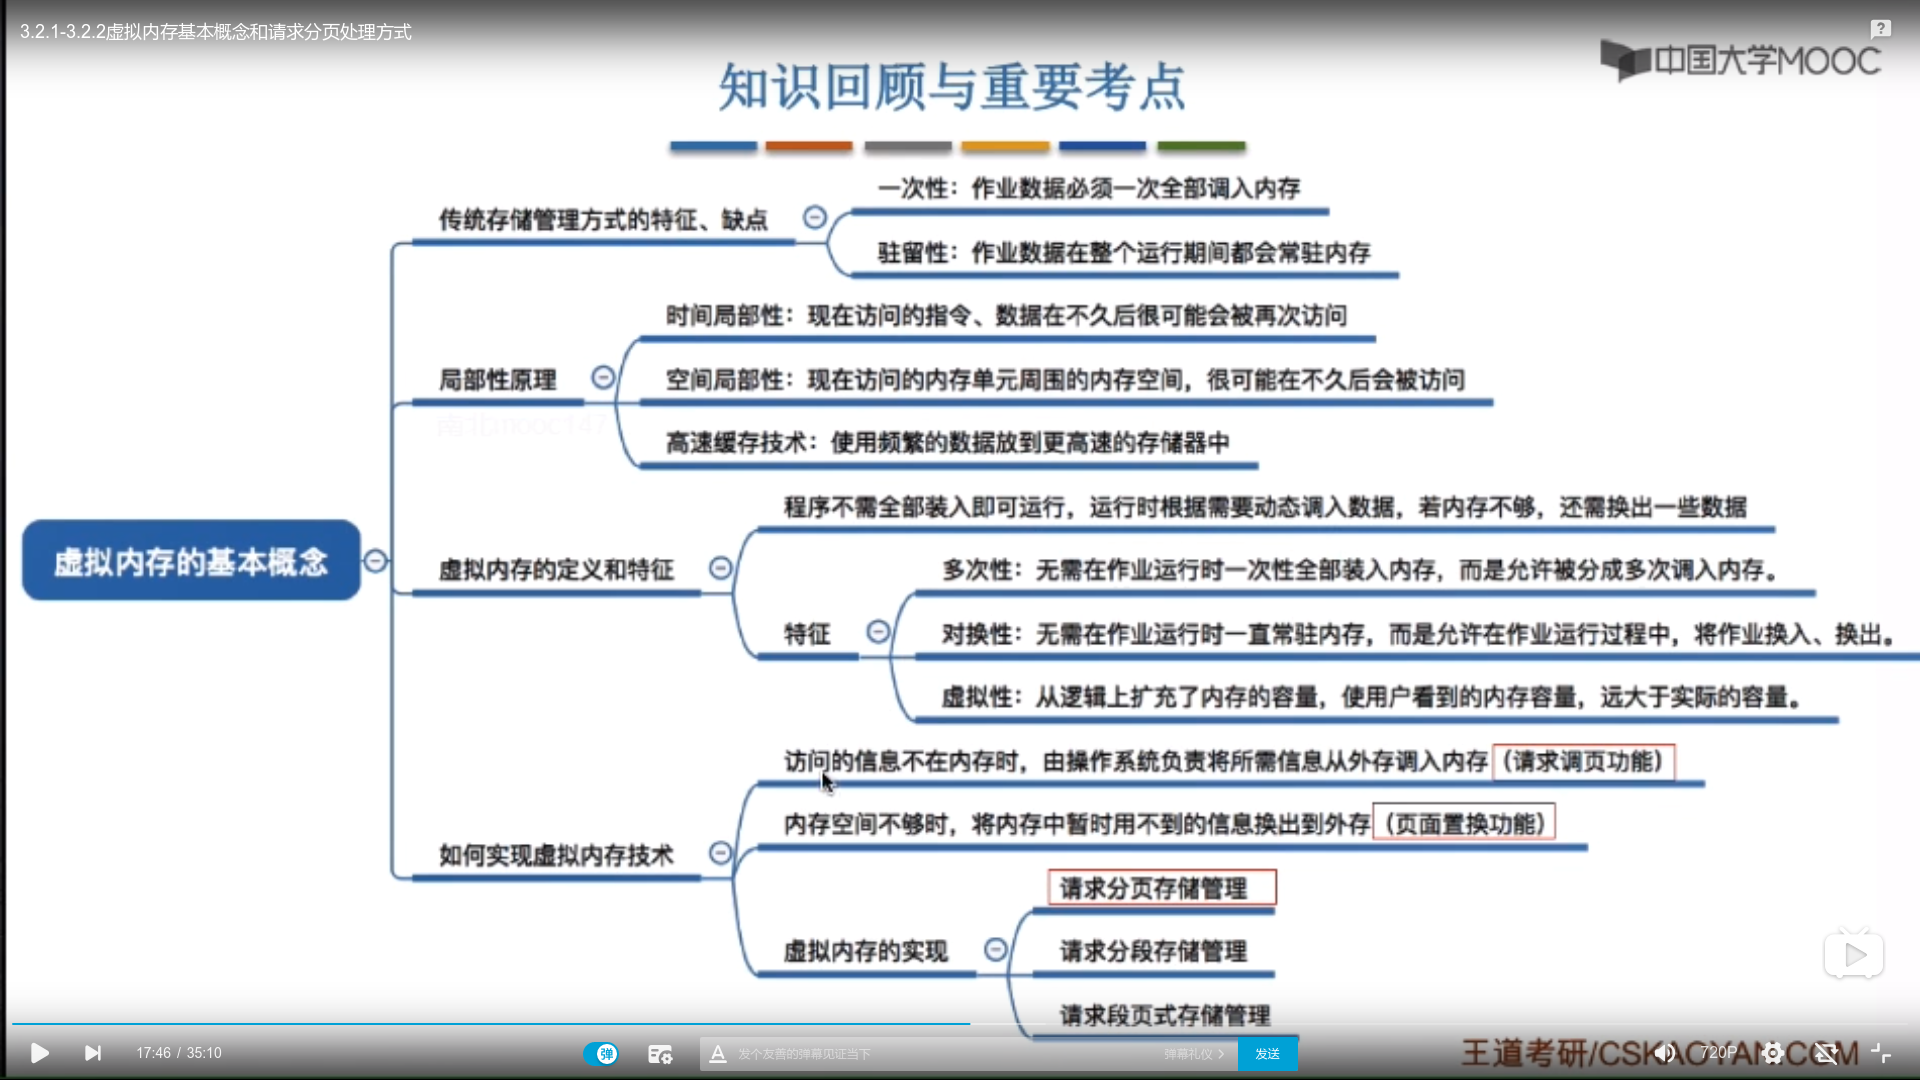 3.2.1-3.2.2虚拟内存基本概念和请求分页处理方式
中国大学MOOC
知识回顾与重要考点
一次性：作业数据必须一次全部调入内存
传统存储管理方式的特征、缺点
驻留性：作业数据在整个运行期间都会常驻内存
时间局部性：现在访问的指令、数据在不久后很可能会被再次访问
局部性原理
空间局部性：现在访问的内存单元周围的内存空间，很可能在不久后会被访问
高速缓存技术：使用频繁的数据放到更高速的存储器中
虚拟内存的基本概念
程序不需全部装入即可运行，运行时根据需要动态调入数据，若内存不够，还需换出一些数据
虚拟内存的定义和特征
多次性：无需在作业运行时一次性全部装入内存，而是允许被分成多次调入内存。
特征
对换性：无需在作业运行时一直常驻内存，而是允许在作业运行过程中，将作业换入、换出。
虚拟性：从逻辑上扩充了内存的容量，使用户看到的内存容量，远大于实际的容量。
访问的信息不在内存时，由操作系统负责将所需信息从外存调入内存（请求调页功能）
内存空间不够时，将内存中暂时用不到的信息换出到外存（页面置换功能）
如何实现虚拟内存技术
请求分页存储管理
虚拟内存的实现
请求分段存储管理
请求段页式存储管理
17:46 / 35:10
弹
发个友善的弹幕见证当下
弹幕礼仪
发送
王道考研/CSKAOYAN.COM
720P